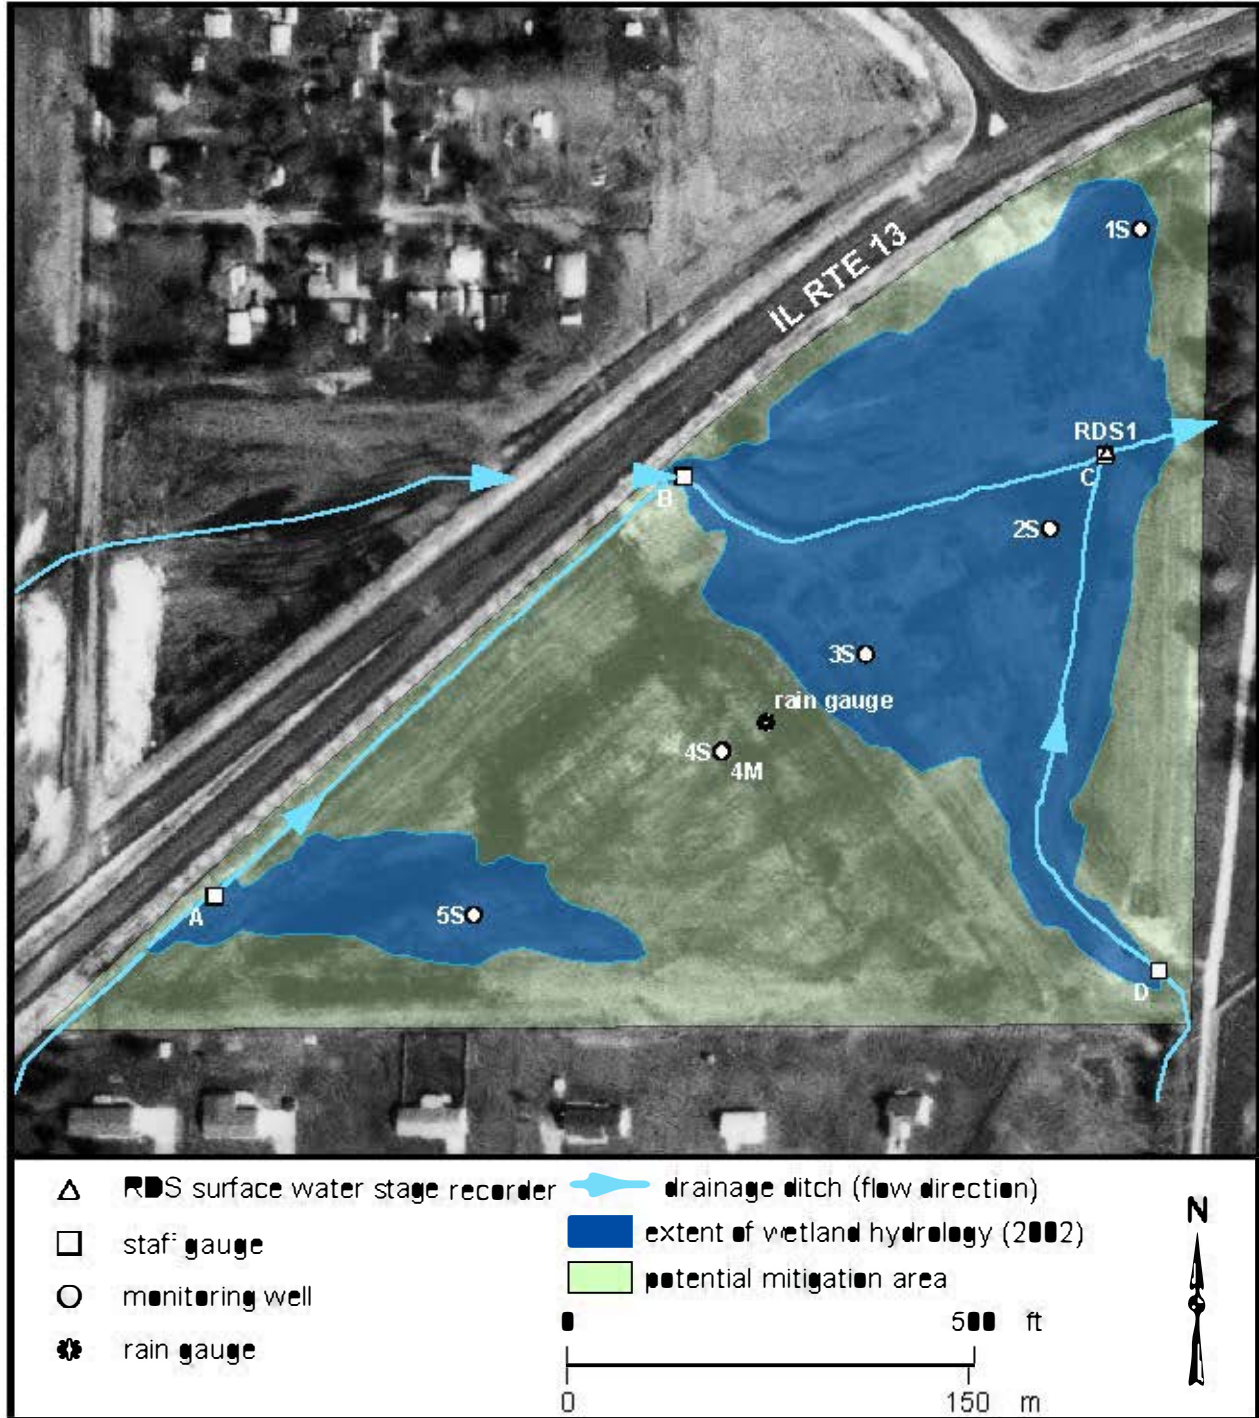 1S
IL RTE 13
RDS1
B
C
2S
3S
rain gauge
4S
4M
A
5S
D
RDS surface water stage recorder
drainage ditch (flow direction)
N
staff gauge
extent of wetland hydrology (2002)
potential mitigation area
monitoring well
0 500 ft
rain gauge
0 150 m